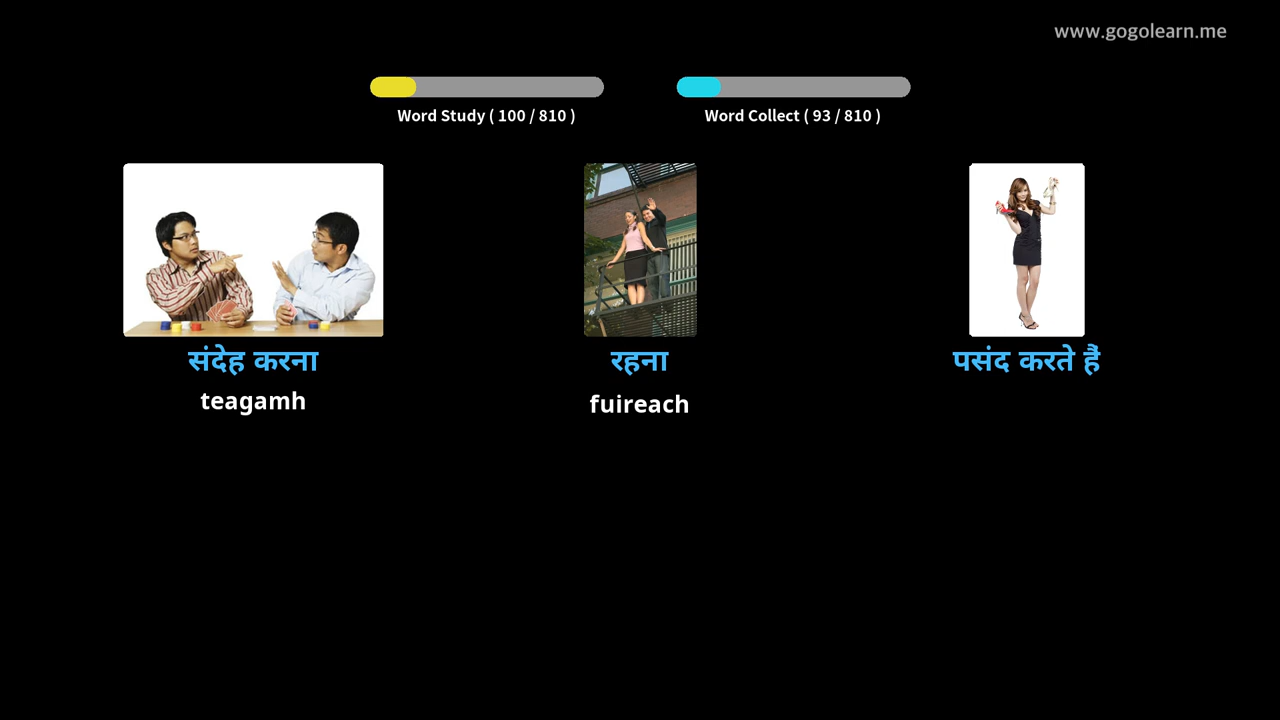 www.gogolearn.me
Word Study ( 100 / 810 )
Word Collect ( 93 / 810 )
संदेह करना
रहना
पसंद करते हैं
teagamh
fuireach